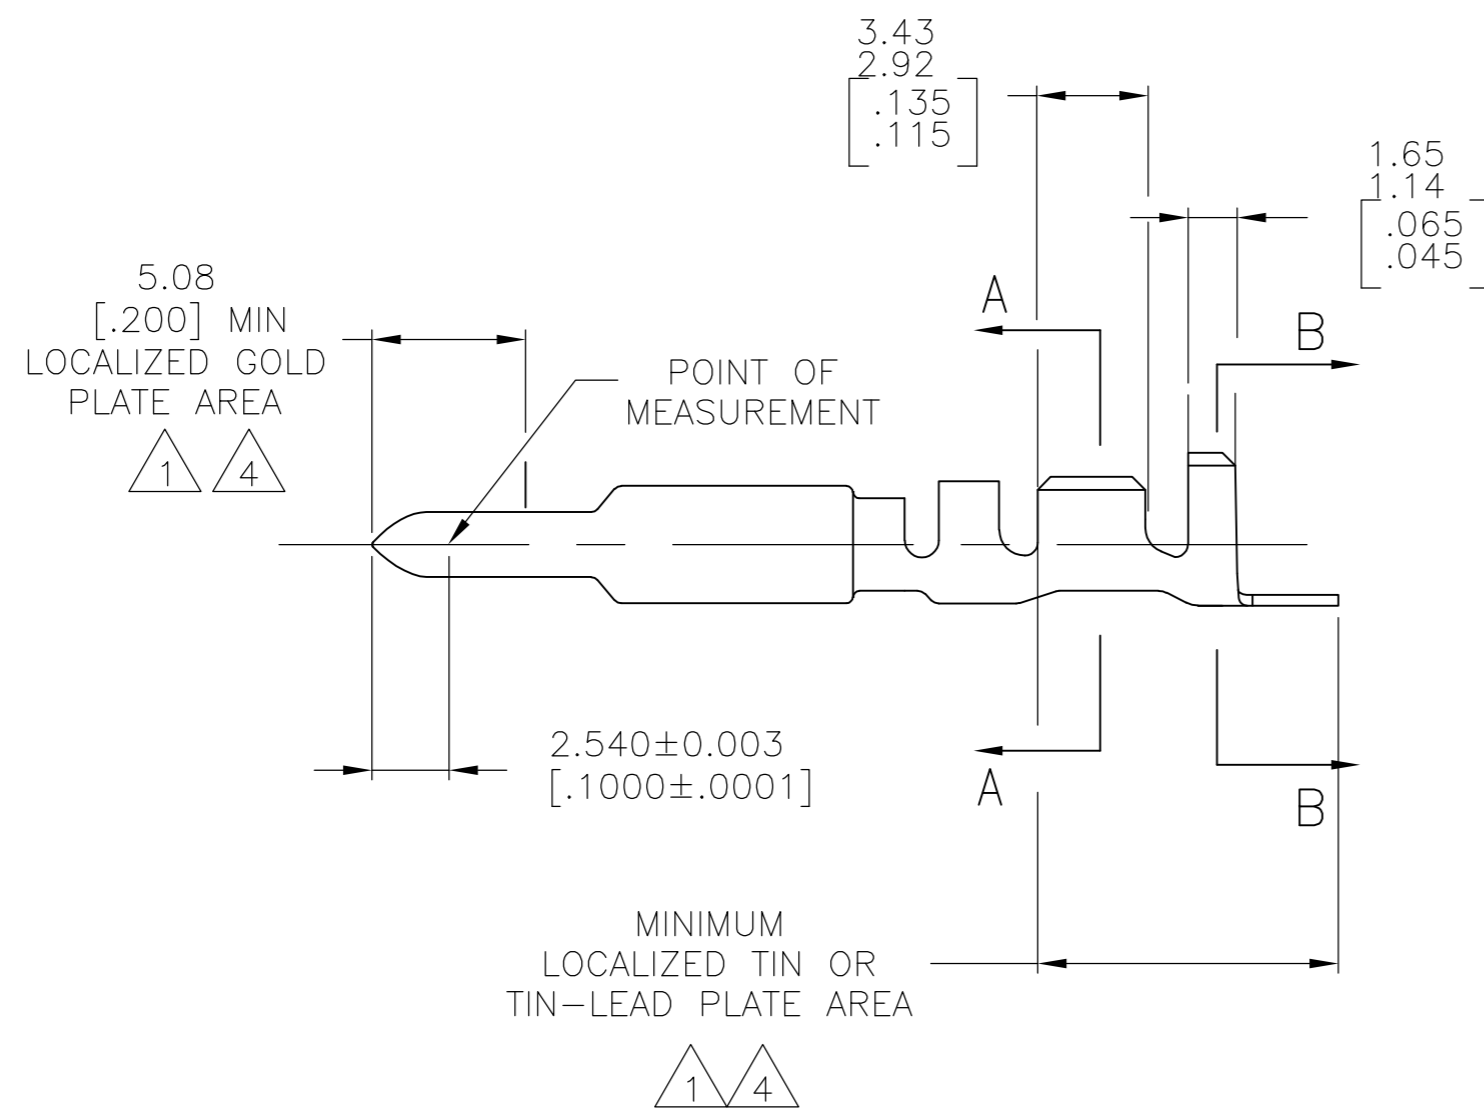 3.43
2.92
[.135
.115]
1.65
1.14
[.065
.045]
5.08
[.200] MIN
LOCALIZED GOLD
PLATE AREA
1 4
POINT OF
MEASUREMENT
A
B
2.540±0.003
[.1000±.0001]
A
B
MINIMUM
LOCALIZED TIN OR
TIN-LEAD PLATE AREA
1 4